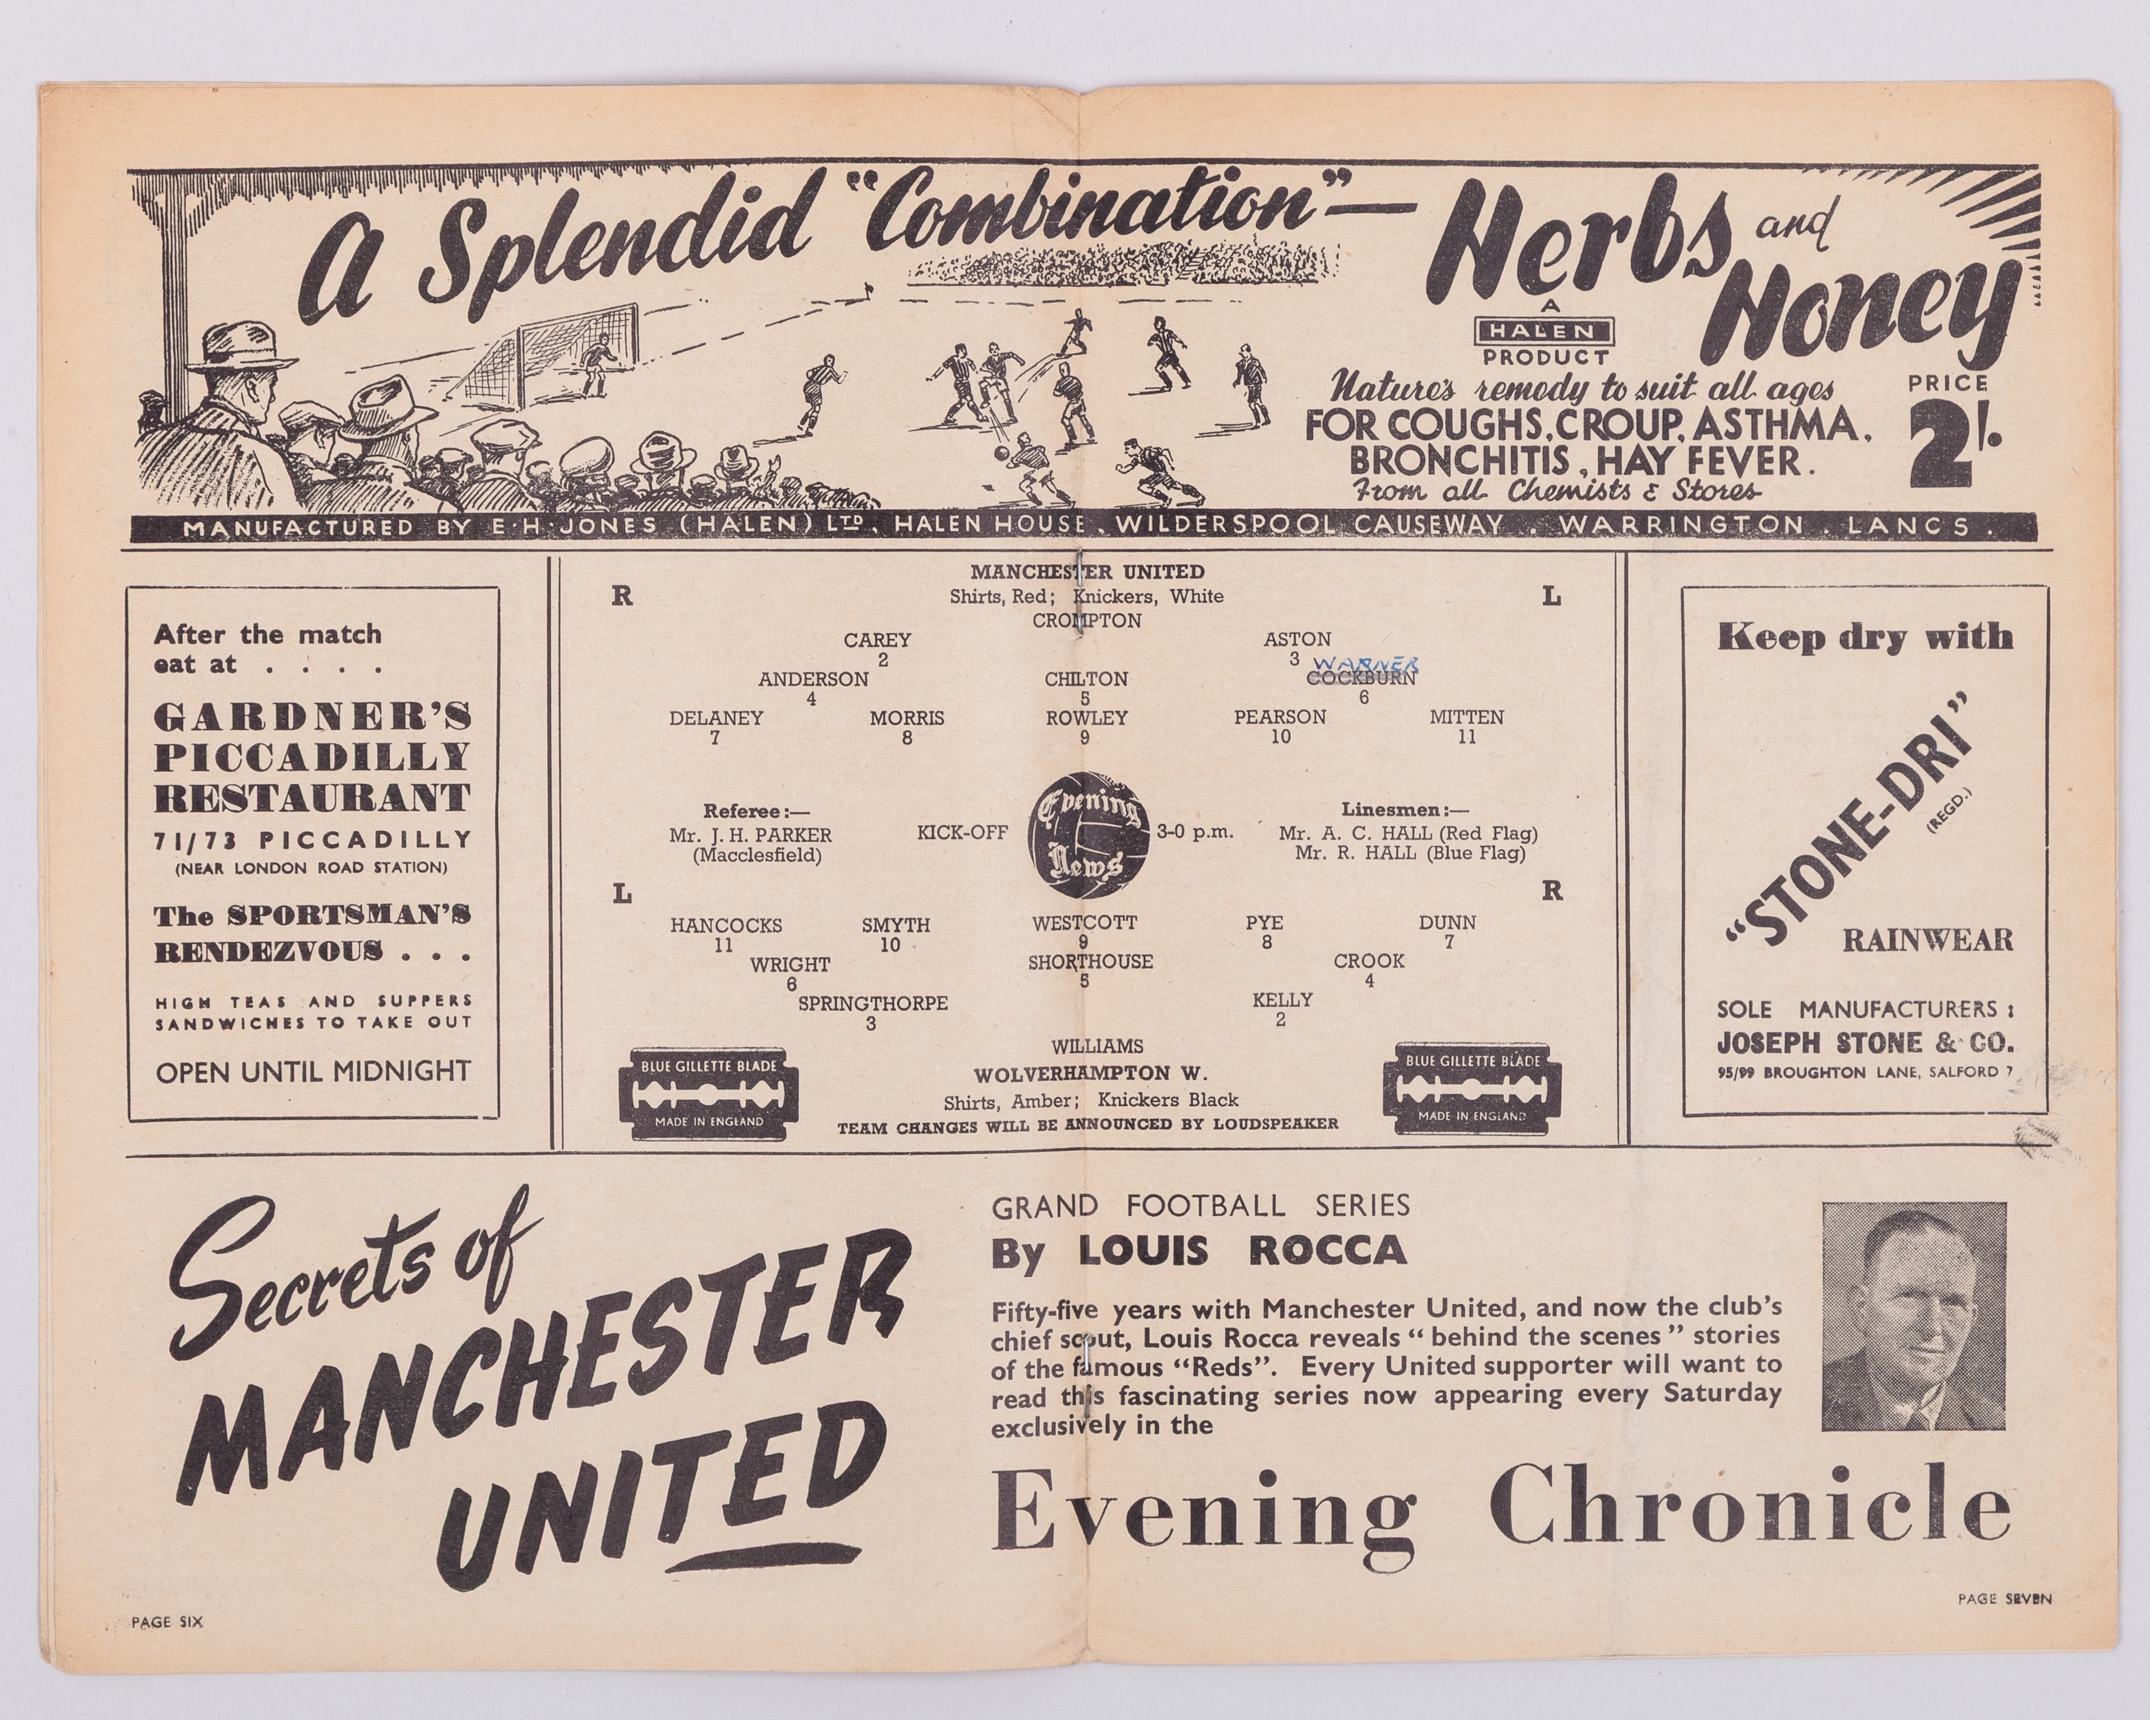 A Splendid "Combination"—
Herbs and
Honey
A
HALEN
PRODUCT
Nature's remedy to suit all ages
FOR COUGHS, CROUP, ASTHMA,
BRONCHITIS, HAY FEVER.
From all Chemists & Stores
PRICE
2/-
MANUFACTURED BY E·H·JONES (HALEN) LTD, HALEN HOUSE, WILDERSPOOL CAUSEWAY, WARRINGTON, LANCS.
After the match
eat at . . . .
GARDNER'S
PICCADILLY
RESTAURANT
71/73 PICCADILLY
(NEAR LONDON ROAD STATION)
The SPORTSMAN'S
RENDEZVOUS . . .
HIGH TEAS AND SUPPERS
SANDWICHES TO TAKE OUT
OPEN UNTIL MIDNIGHT
MANCHESTER UNITED
R L
Shirts, Red; Knickers, White
CROMPTON
CAREY ASTON
2 3 WARNER
ANDERSON CHILTON COCKBURN
4 5 6
DELANEY MORRIS ROWLEY PEARSON MITTEN
7 8 9 10 11
Referee:— Linesmen:—
Mr. J. H. PARKER KICK-OFF Evening News 3-0 p.m. Mr. A. C. HALL (Red Flag)
(Macclesfield) Mr. R. HALL (Blue Flag)
L R
HANCOCKS SMYTH WESTCOTT PYE DUNN
11 10 9 8 7
WRIGHT SHORTHOUSE CROOK
6 5 4
SPRINGTHORPE KELLY
3 2
WILLIAMS
WOLVERHAMPTON W.
Shirts, Amber; Knickers Black
TEAM CHANGES WILL BE ANNOUNCED BY LOUDSPEAKER
BLUE GILLETTE BLADE
MADE IN ENGLAND
BLUE GILLETTE BLADE
MADE IN ENGLAND
Keep dry with
"STONE-DRI"
(REGD.)
RAINWEAR
SOLE MANUFACTURERS:
JOSEPH STONE & CO.
95/99 BROUGHTON LANE, SALFORD 7
Secrets of
MANCHESTER
UNITED
GRAND FOOTBALL SERIES
By LOUIS ROCCA
Fifty-five years with Manchester United, and now the club's
chief scout, Louis Rocca reveals "behind the scenes" stories
of the famous "Reds". Every United supporter will want to
read this fascinating series now appearing every Saturday
exclusively in the
Evening Chronicle
PAGE SIX
PAGE SEVEN